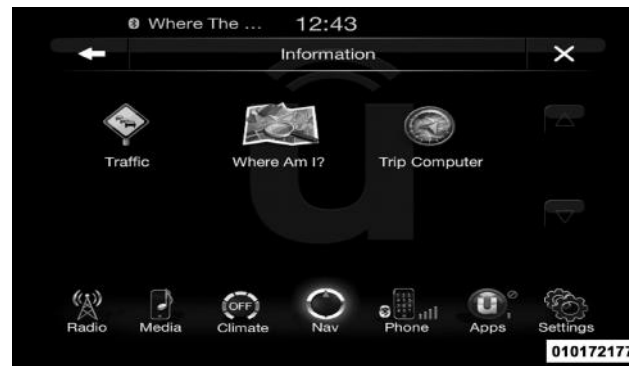 Where The ... 12:43
Information
Traffic Where Am I? Trip Computer
OFF
Radio Media Climate Nav Phone Apps Settings
010172177